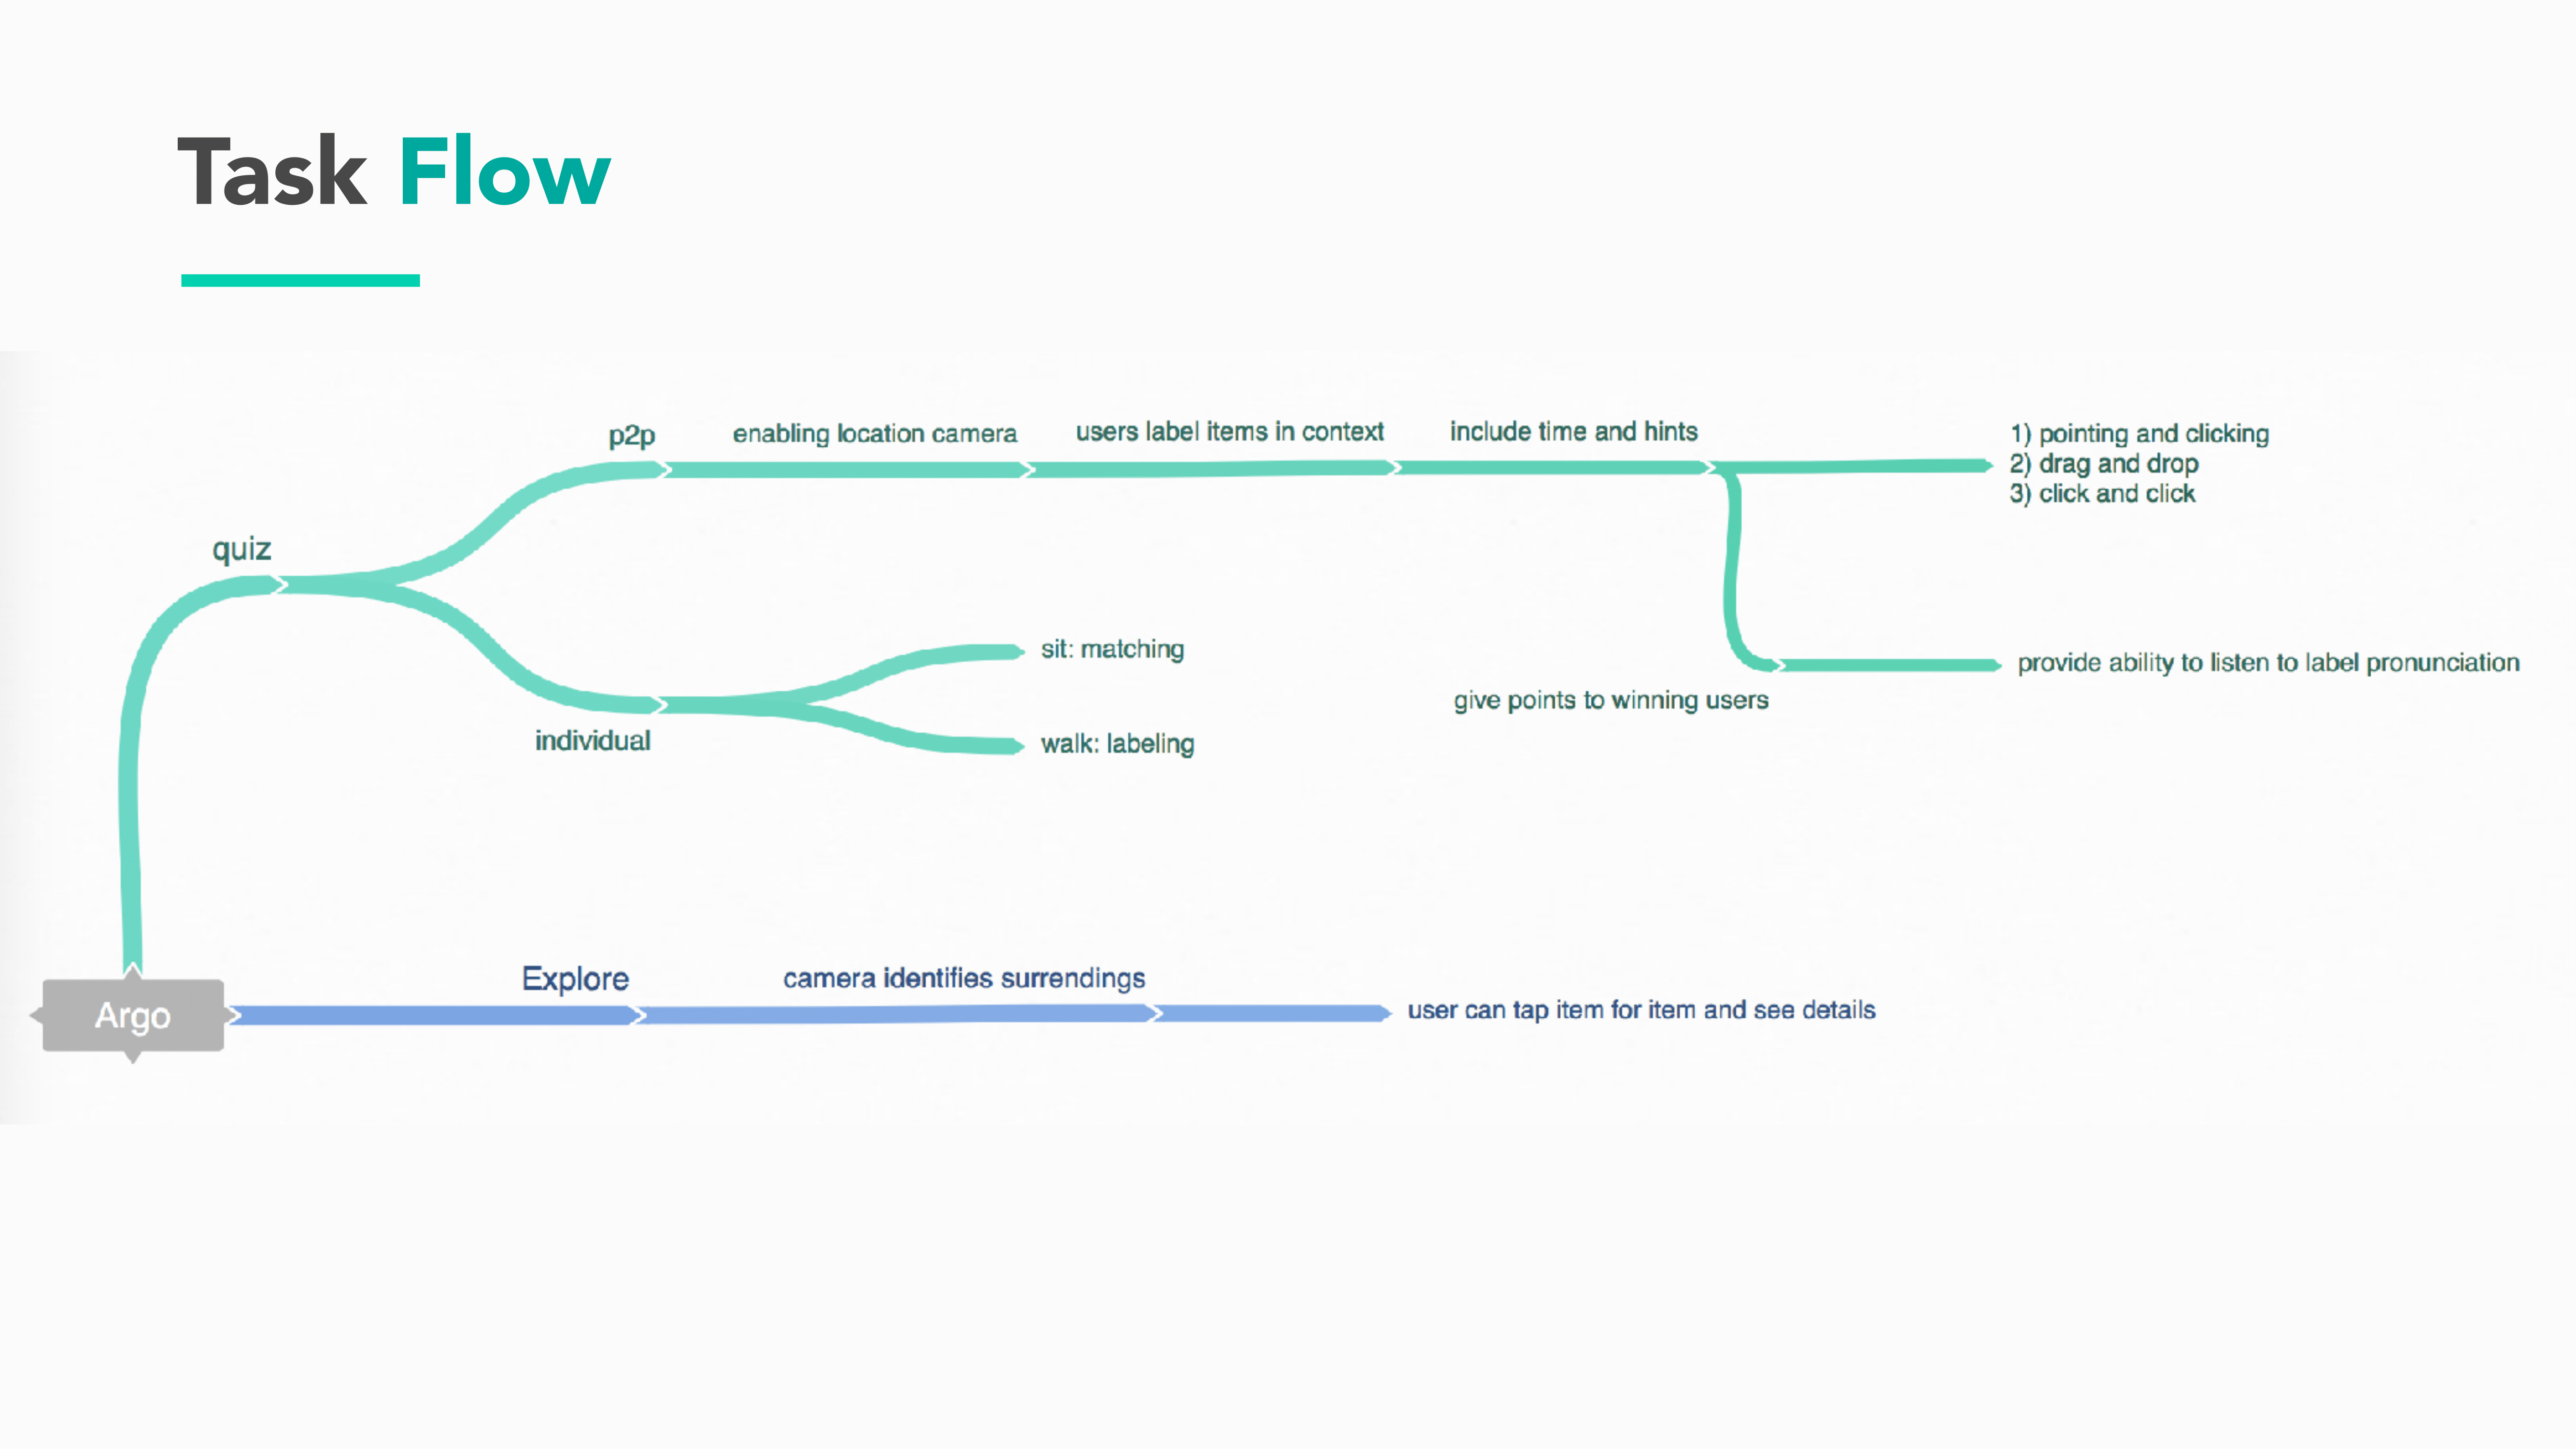 Task Flow
p2p
enabling location camera
users label items in context
include time and hints
1) pointing and clicking
2) drag and drop
3) click and click
quiz
sit: matching
provide ability to listen to label pronunciation
give points to winning users
individual
walk: labeling
Explore
camera identifies surrendings
Argo
user can tap item for item and see details